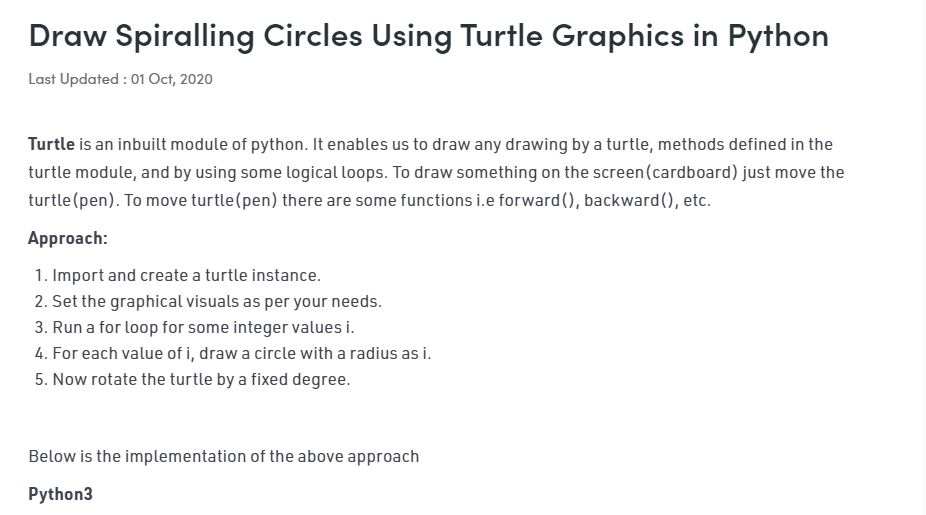 Draw Spiralling Circles Using Turtle Graphics in Python
Last Updated : 01 Oct, 2020
Turtle is an inbuilt module of python. It enables us to draw any drawing by a turtle, methods defined in the
turtle module, and by using some logical loops. To draw something on the screen(cardboard) just move the
turtle(pen). To move turtle(pen) there are some functions i.e forward(), backward(), etc.
Approach:
1. Import and create a turtle instance.
2. Set the graphical visuals as per your needs.
3. Run a for loop for some integer values i.
4. For each value of i, draw a circle with a radius as i.
5. Now rotate the turtle by a fixed degree.
Below is the implementation of the above approach
Python3